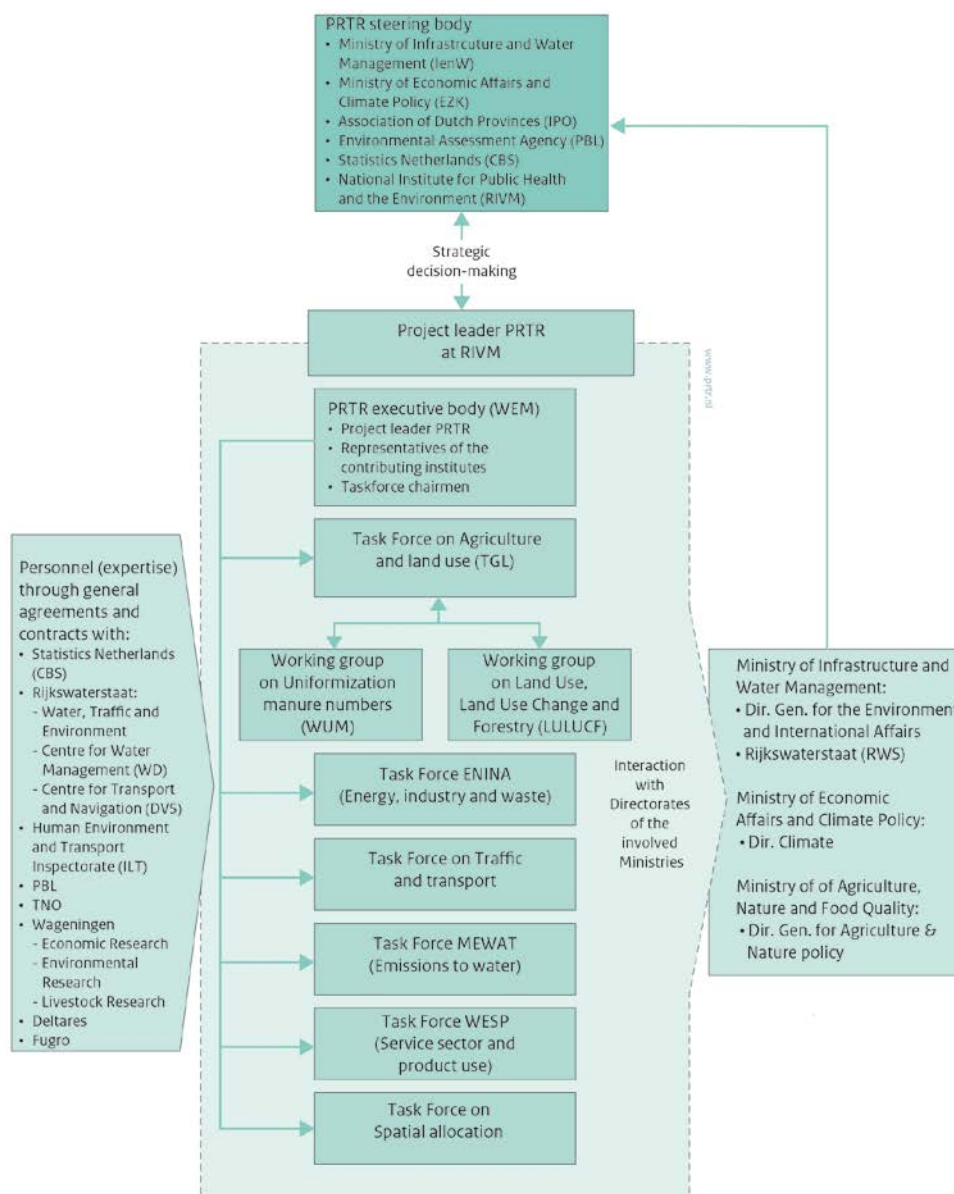 PRTR steering body
• Ministry of Infrastrcuture and Water
Management (IenW)
• Ministry of Economic Affairs and
Climate Policy (EZK)
• Association of Dutch Provinces (IPO)
• Environmental Assessment Agency (PBL)
• Statistics Netherlands (CBS)
• National Institute for Public Health
and the Environment (RIVM)
Strategic
decision-making
Project leader PRTR
at RIVM
www.prtr.nl
PRTR executive body (WEM)
• Project leader PRTR
• Representatives of the
contributing institutes
• Taskforce chairmen
Task Force on Agriculture
and land use (TGL)
Working group
on Uniformization
manure numbers
(WUM)
Working group
on Land Use,
Land Use Change and
Forestry (LULUCF)
Task Force ENINA
(Energy, industry and waste)
Task Force on Traffic
and transport
Task Force MEWAT
(Emissions to water)
Task Force WESP
(Service sector and
product use)
Task Force on
Spatial allocation
Personnel (expertise)
through general
agreements and
contracts with:
• Statistics Netherlands
(CBS)
• Rijkswaterstaat:
- Water, Traffic and
Environment
- Centre for Water
Management (WD)
- Centre for Transport
and Navigation (DVS)
• Human Environment
and Transport
Inspectorate (ILT)
• PBL
• TNO
• Wageningen
- Economic Research
- Environmental
Research
- Livestock Research
• Deltares
• Fugro
Interaction
with
Directorates
of the
involved
Ministries
Ministry of Infrastructure and
Water Management:
• Dir. Gen. for the Environment
and International Affairs
• Rijkswaterstaat (RWS)
Ministry of Economic
Affairs and Climate Policy:
• Dir. Climate
Ministry of of Agriculture,
Nature and Food Quality:
• Dir. Gen. for Agriculture &
Nature policy